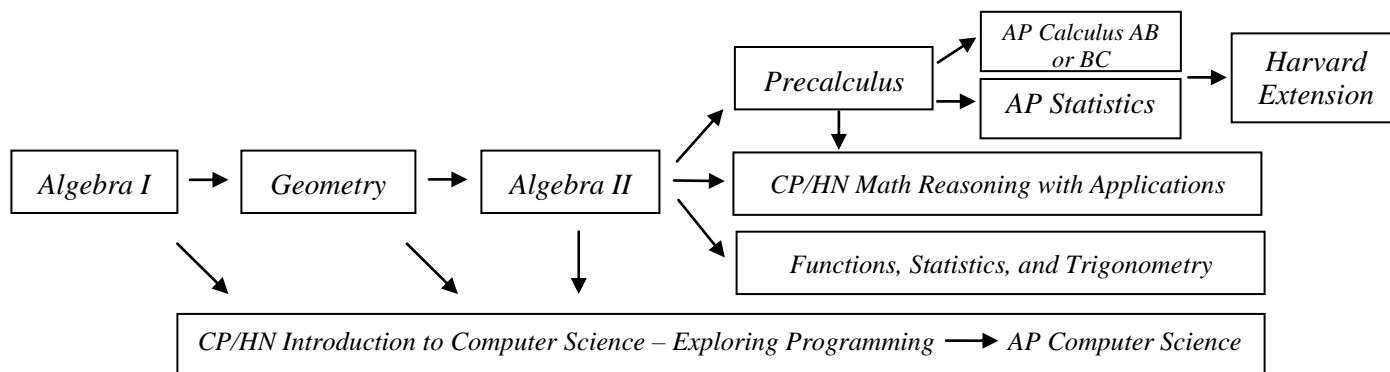 AP Calculus AB
or BC
Precalculus
AP Statistics
Harvard
Extension
Algebra I
Geometry
Algebra II
CP/HN Math Reasoning with Applications
Functions, Statistics, and Trigonometry
CP/HN Introduction to Computer Science – Exploring Programming AP Computer Science